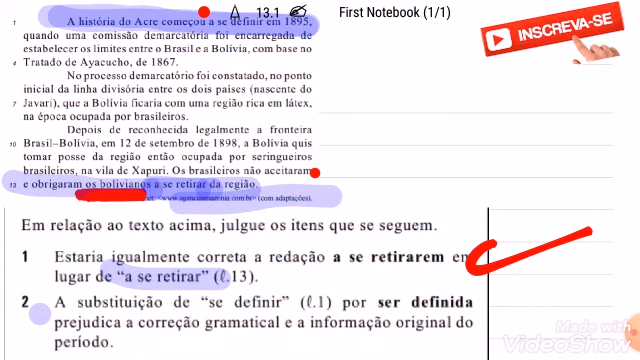 13.1
First Notebook (1/1)
INSCREVA-SE
1 A história do Acre começou a se definir em 1895,
quando uma comissão demarcatória foi encarregada de
estabelecer os limites entre o Brasil e a Bolívia, com base no
4 Tratado de Ayacucho, de 1867.
No processo demarcatório foi constatado, no ponto
inicial da linha divisória entre os dois países (nascente do
7 Javari), que a Bolívia ficaria com uma região rica em látex,
na época ocupada por brasileiros.
Depois de reconhecida legalmente a fronteira
10 Brasil–Bolívia, em 12 de setembro de 1898, a Bolívia quis
tomar posse da região então ocupada por seringueiros
brasileiros, na vila de Xapuri. Os brasileiros não aceitaram
13 e obrigaram os bolivianos a se retirar da região.
(com adaptações).
Em relação ao texto acima, julgue os itens que se seguem.
1 Estaria igualmente correta a redação a se retirarem em
lugar de “a se retirar” (ℓ.13).
2 A substituição de “se definir” (ℓ.1) por ser definida
prejudica a correção gramatical e a informação original do
período.
Made with
VideoShow